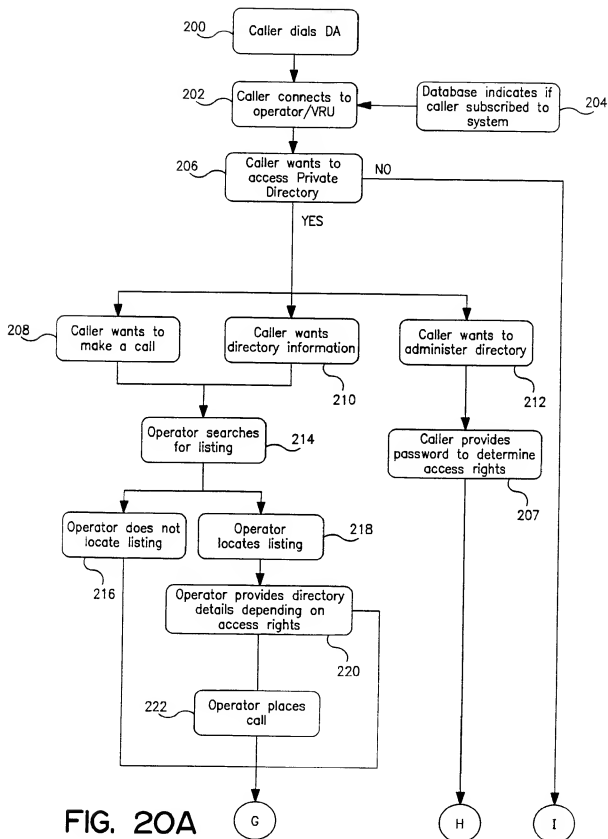 200
Caller dials DA
202
Caller connects to
operator/VRU
Database indicates if
caller subscribed to
system
204
206
Caller wants to
access Private
Directory
NO
YES
208
Caller wants to
make a call
Caller wants
directory information
210
Caller wants to
administer directory
212
Operator searches
for listing
214
Caller provides
password to determine
access rights
207
Operator does not
locate listing
216
Operator
locates listing
218
Operator provides directory
details depending on
access rights
220
222
Operator places
call
FIG. 20A
G
H
I